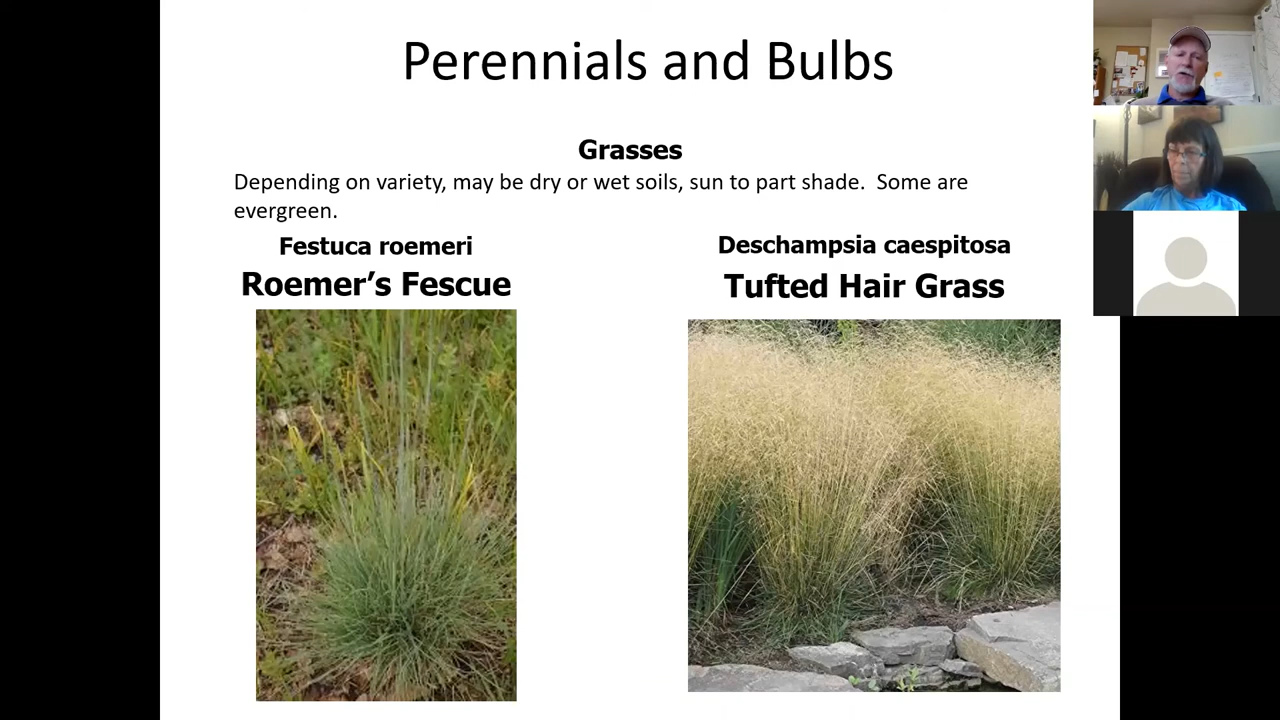 Perennials and Bulbs
Grasses
Depending on variety, may be dry or wet soils, sun to part shade.  Some are
evergreen.
Festuca roemeri
Roemer’s Fescue
Deschampsia caespitosa
Tufted Hair Grass